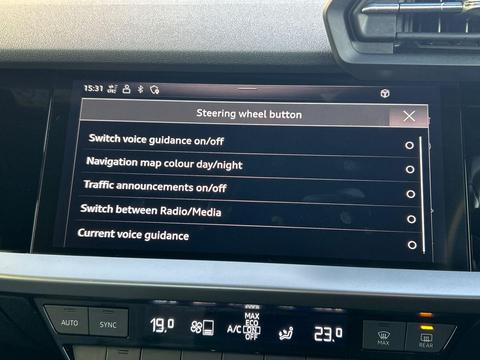 15:31
Steering wheel button
Switch voice guidance on/off
Navigation map colour day/night
Traffic announcements on/off
Switch between Radio/Media
Current voice guidance
AUTO
SYNC
19.0
A/C
MAX
ECO
ON
OFF
23.0
MAX
REAR